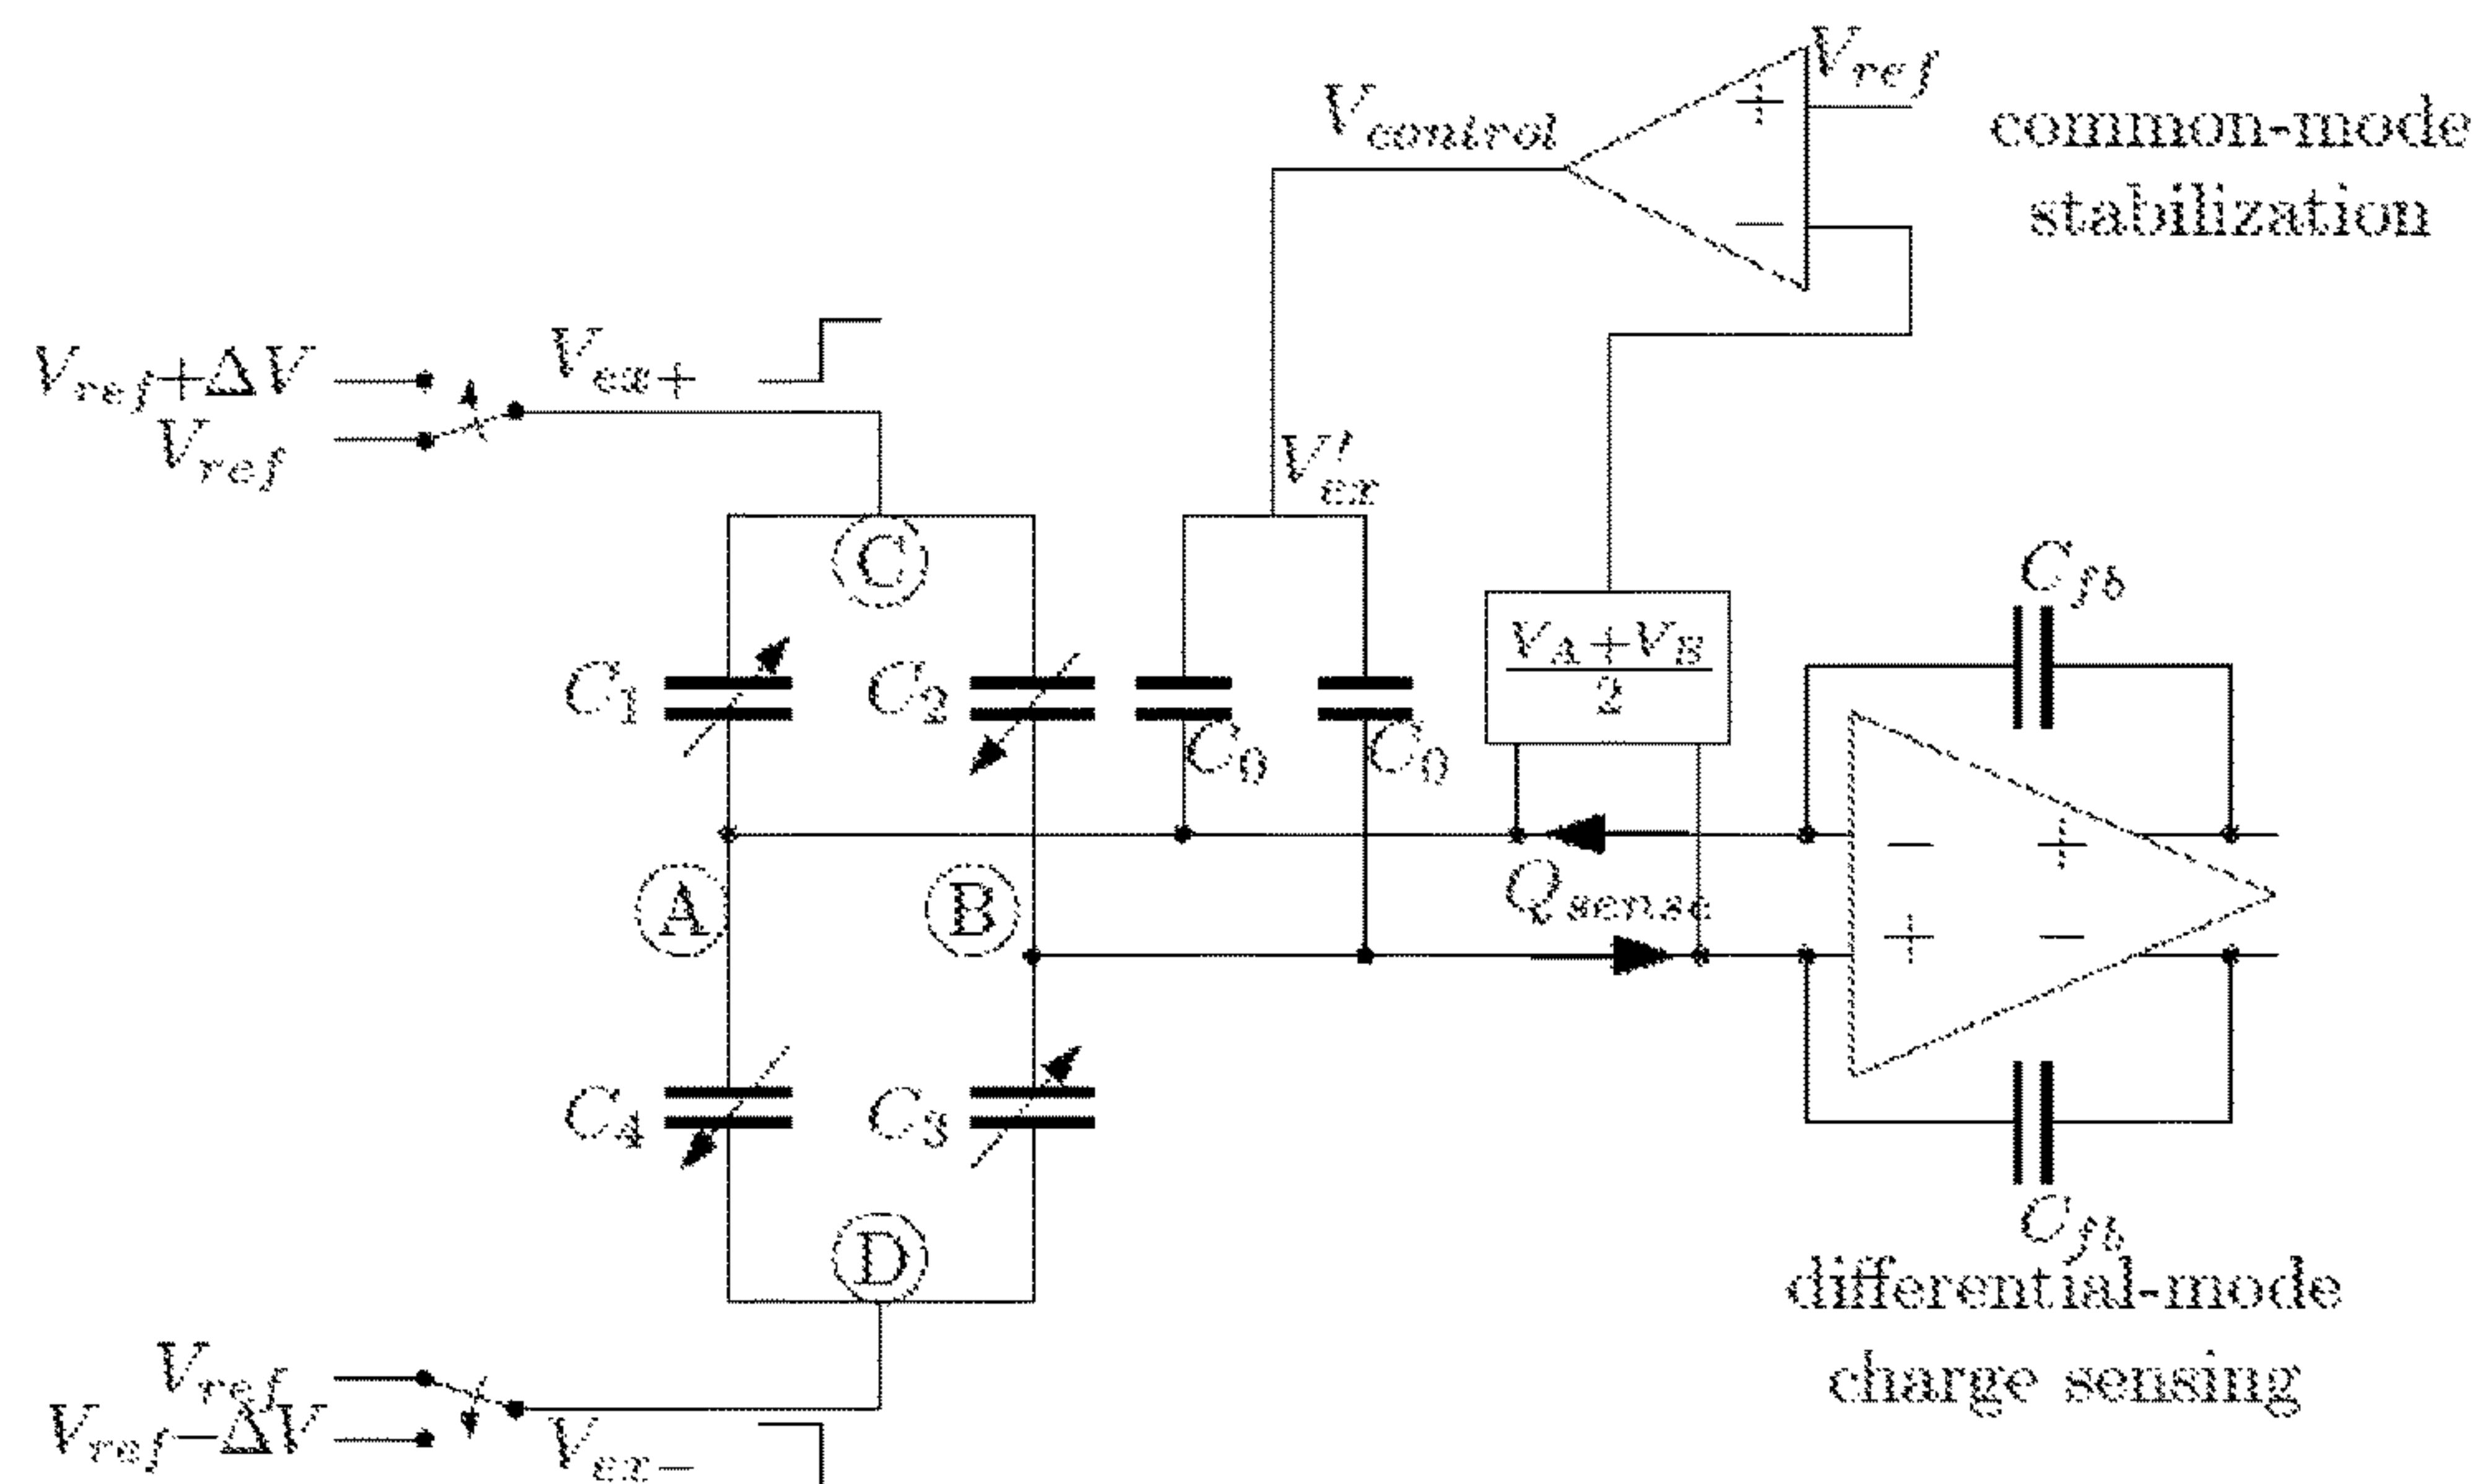 V_ref
V_control
common-mode
stabilization
+
−
V_ref+ΔV
V_ex+
V_ref
V'_ex
C
C_fb
C_1
C_2
V_A+V_B
2
C_0
C_0
−
+
A
B
Q_sense
+
−
C_4
C_3
D
C_fb
differential-mode
charge sensing
V_ref
V_ref−ΔV
V_ex−